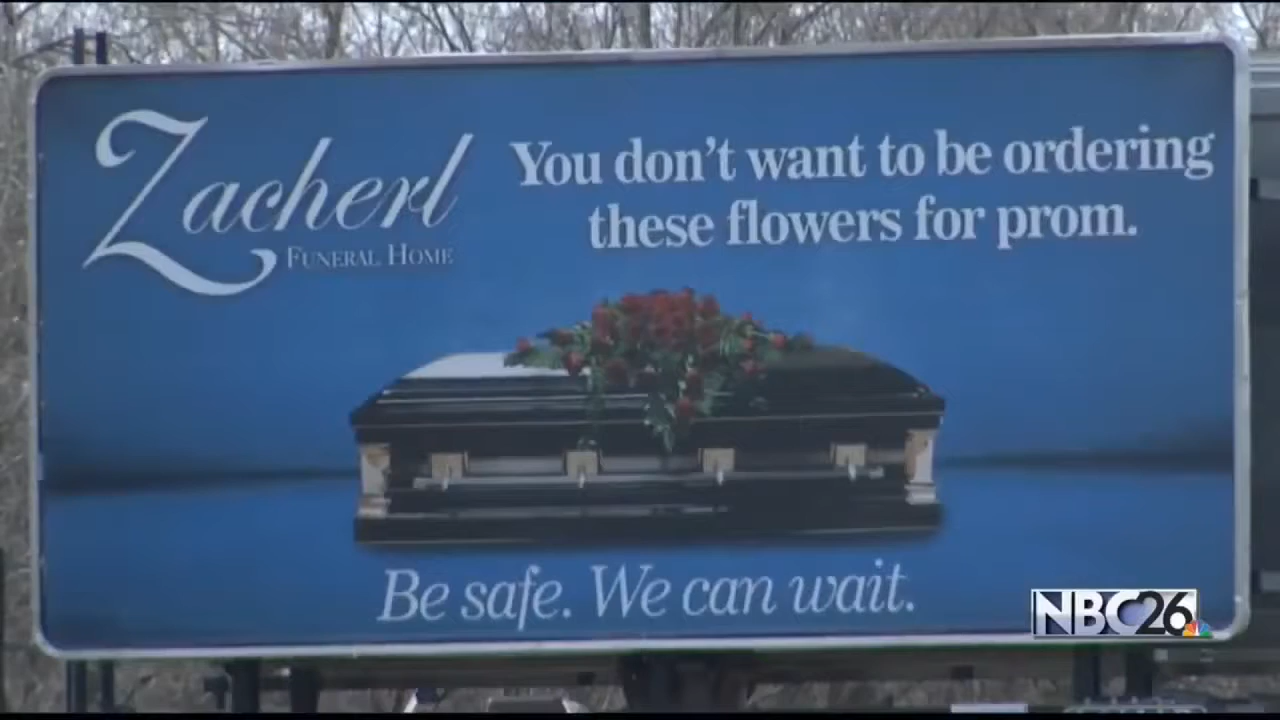 Zacherl
FUNERAL HOME
You don't want to be ordering
these flowers for prom.
Be safe. We can wait.
NBC26